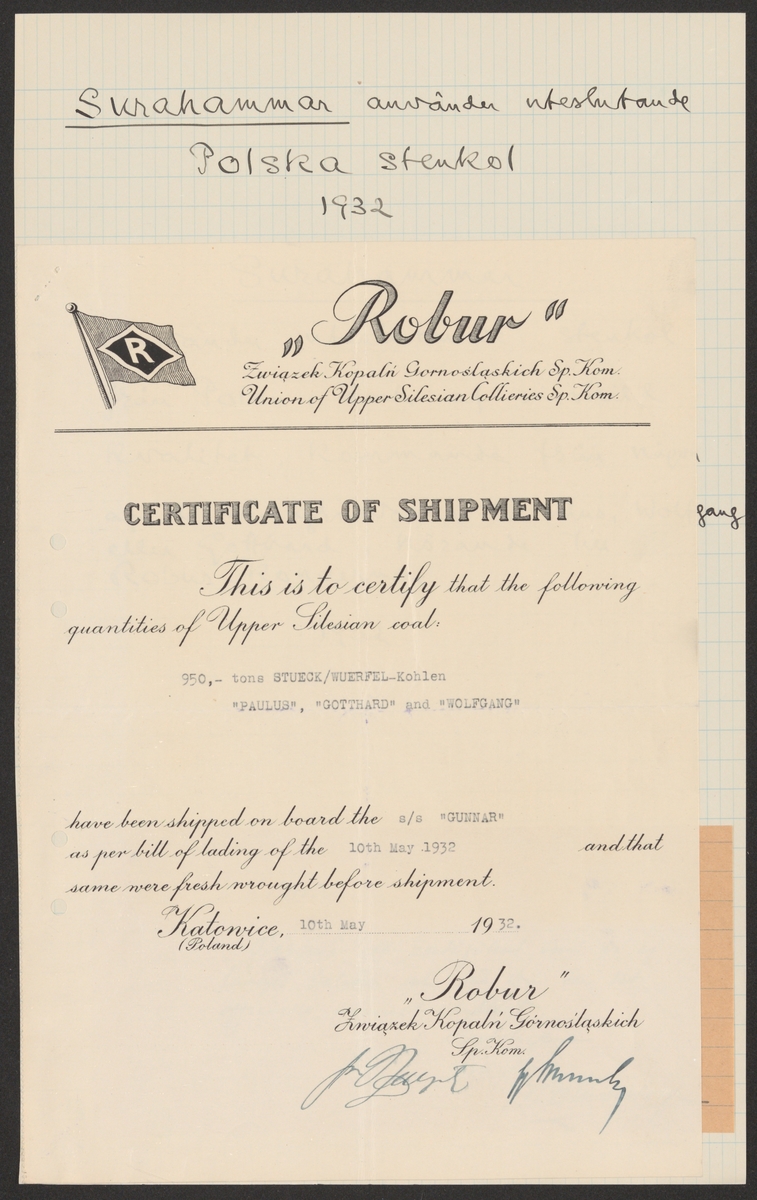 Surahammar använder uteslutande
Polska stenkol
1932
R
„Robur“
Związek Kopalń Gornośląskich Sp. Kom.
Union of Upper Silesian Collieries Sp. Kom.
CERTIFICATE OF SHIPMENT
gang
This is to certify that the following
quantities of Upper Silesian coal:
950,- tons STUECK/WUERFEL-Kohlen
"PAULUS", "GOTTHARD" and "WOLFGANG"
have been shipped on board the s/s "GUNNAR"
as per bill of lading of the 10th May 1932 and that
same were fresh wrought before shipment.
Katowice, 10th May 1932.
(Poland)
„Robur“
Związek Kopalń Górnośląskich
Sp. Kom.